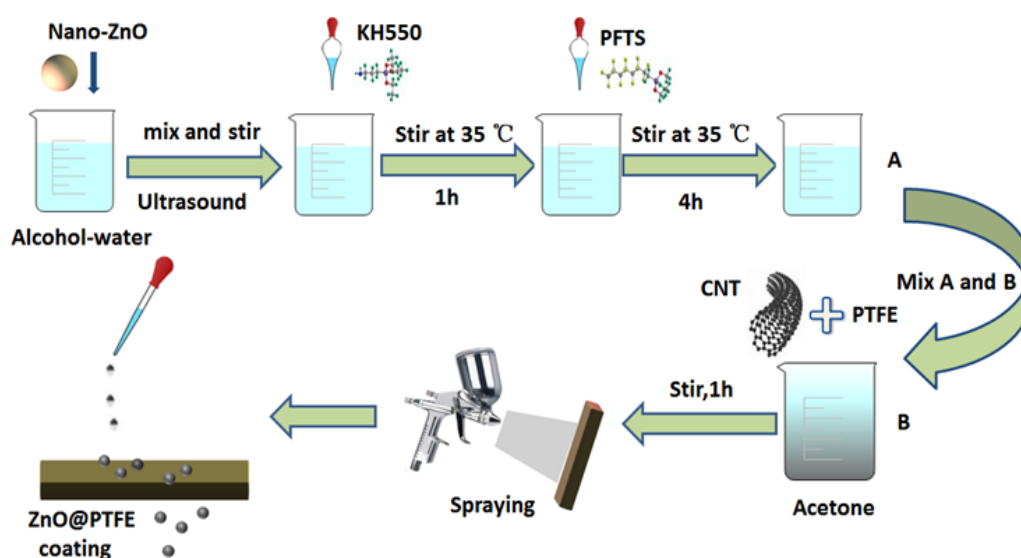 Nano-ZnO
KH550
PFTS
mix and stir
Stir at 35 ℃
Stir at 35 ℃
A
Ultrasound
1h
4h
Alcohol-water
Mix A and B
CNT
PTFE
Stir,1h
B
Spraying
Acetone
ZnO@PTFE
coating